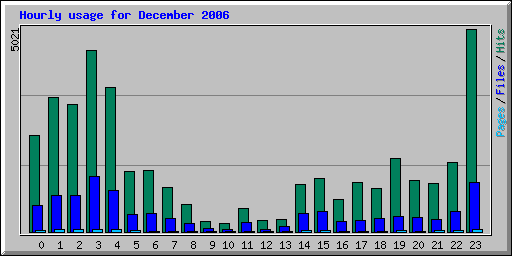 Hourly usage for December 2006
5021
Pages/Files/Hits
0 1 2 3 4 5 6 7 8 9 10 11 12 13 14 15 16 17 18 19 20 21 22 23